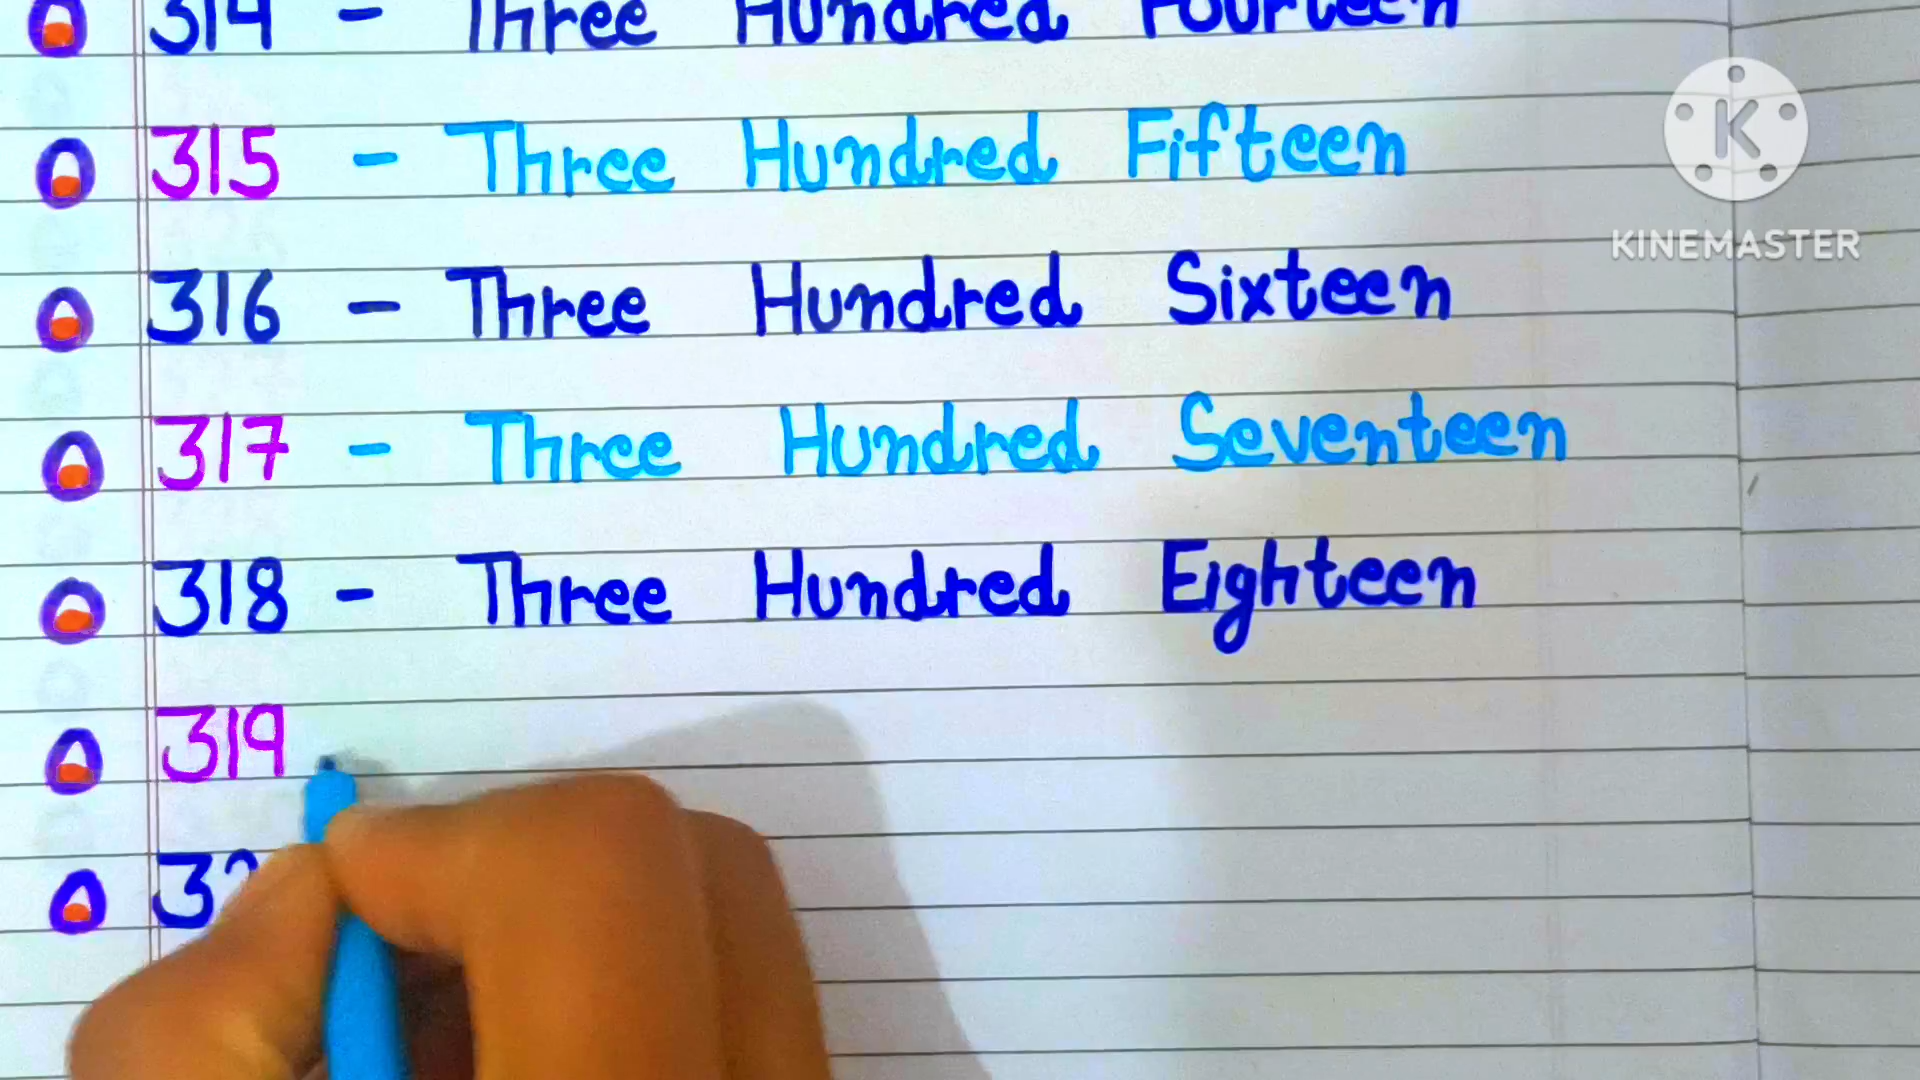 314 - Three Hundred Fourteen
315 - Three Hundred Fifteen
K
KINEMASTER
316 - Three Hundred Sixteen
317 - Three Hundred Seventeen
318 - Three Hundred Eighteen
319